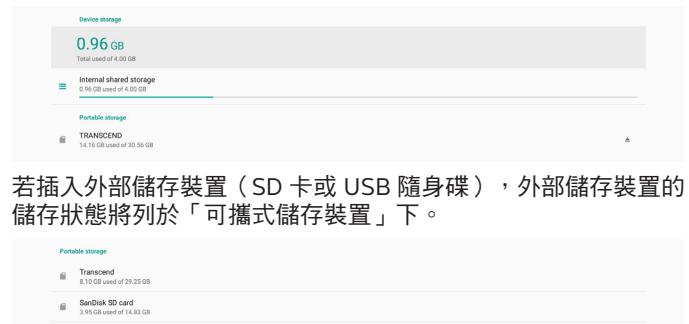 Device storage
0.96 GB
Total used of 4.00 GB
Internal shared storage
0.96 GB used of 4.00 GB
Portable storage
TRANSCEND
14.16 GB used of 30.56 GB
若插入外部儲存裝置（SD 卡或 USB 隨身碟），外部儲存裝置的
儲存狀態將列於「可攜式儲存裝置」下。
Portable storage
Transcend
8.10 GB used of 29.25 GB
SanDisk SD card
3.95 GB used of 14.83 GB